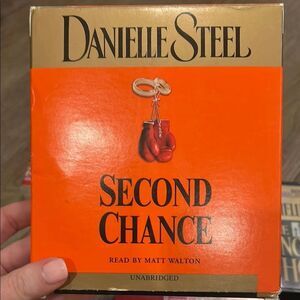 DANIELLE STEEL
SECOND
CHANCE
READ BY MATT WALTON
UNABRIDGED